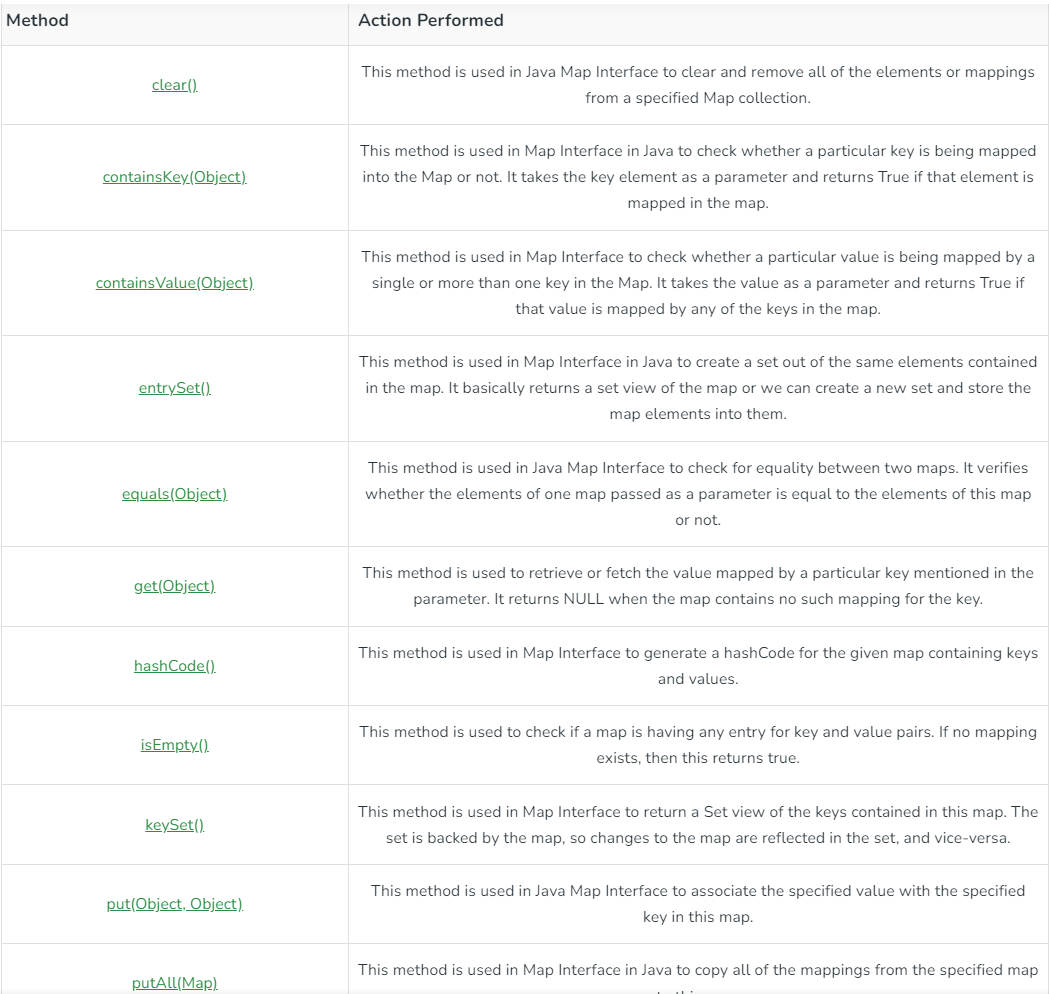 Method Action Performed
clear()
This method is used in Java Map Interface to clear and remove all of the elements or mappings
from a specified Map collection.
containsKey(Object)
This method is used in Map Interface in Java to check whether a particular key is being mapped
into the Map or not. It takes the key element as a parameter and returns True if that element is
mapped in the map.
containsValue(Object)
This method is used in Map Interface to check whether a particular value is being mapped by a
single or more than one key in the Map. It takes the value as a parameter and returns True if
that value is mapped by any of the keys in the map.
entrySet()
This method is used in Map Interface in Java to create a set out of the same elements contained
in the map. It basically returns a set view of the map or we can create a new set and store the
map elements into them.
equals(Object)
This method is used in Java Map Interface to check for equality between two maps. It verifies
whether the elements of one map passed as a parameter is equal to the elements of this map
or not.
get(Object)
This method is used to retrieve or fetch the value mapped by a particular key mentioned in the
parameter. It returns NULL when the map contains no such mapping for the key.
hashCode()
This method is used in Map Interface to generate a hashCode for the given map containing keys
and values.
isEmpty()
This method is used to check if a map is having any entry for key and value pairs. If no mapping
exists, then this returns true.
keySet()
This method is used in Map Interface to return a Set view of the keys contained in this map. The
set is backed by the map, so changes to the map are reflected in the set, and vice-versa.
put(Object, Object)
This method is used in Java Map Interface to associate the specified value with the specified
key in this map.
putAll(Map)
This method is used in Map Interface in Java to copy all of the mappings from the specified map